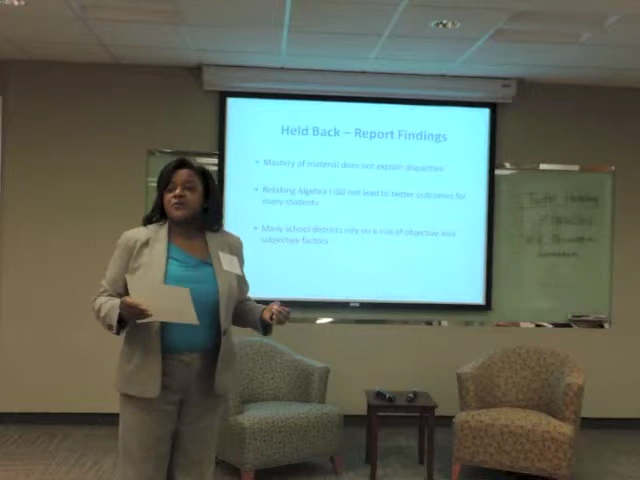 Held Back – Report Findings
• Mastery of material does not explain disparities
• Retaking Algebra I did not lead to better outcomes for
many students
• Many school districts rely on a mix of objective and
subjective factors